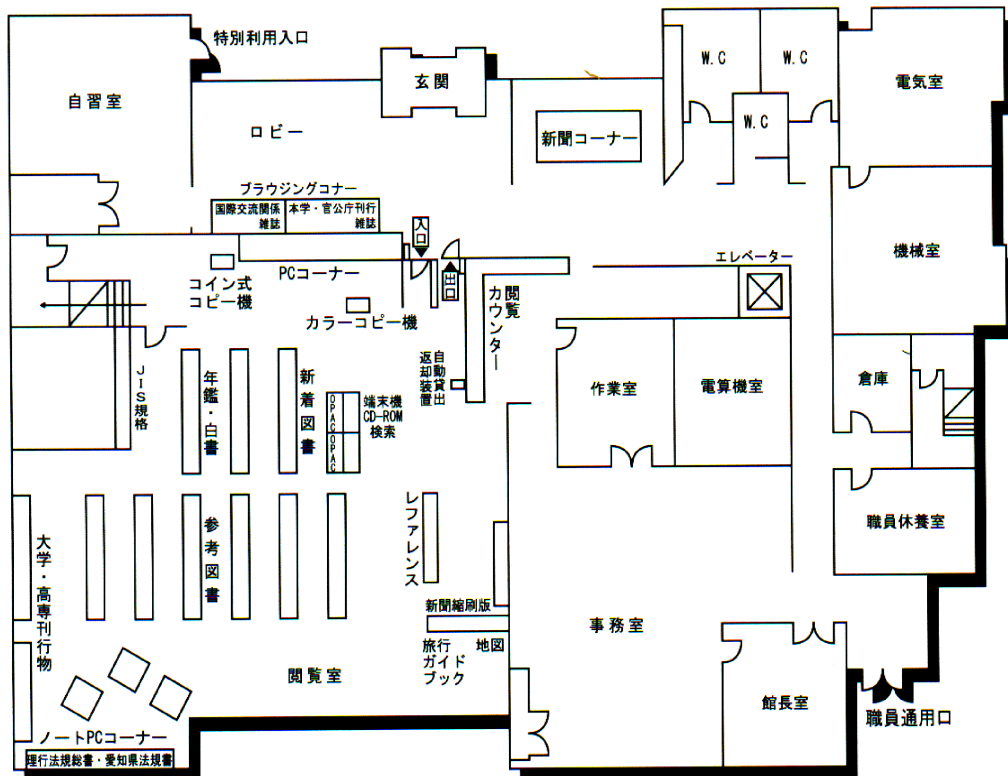 特別利用入口
自習室
ロビー
玄関
新聞コーナー
W.C
W.C
W.C
電気室
機械室
ブラウジングコナー
国際交流関係
雑誌
本学・官公庁刊行
雑誌
入口
出口
PCコーナー
コイン式
コピー機
カラーコピー機
閲覧
カウンター
エレベーター
自動貸出
返却装置
JIS規格
年鑑・白書
新着図書
OPAC
OPAC
端末機
CD-ROM
検索
作業室
電算機室
倉庫
職員休養室
大学・高専刊行物
参考図書
レファレンス
新聞縮刷版
旅行
ガイド
ブック
地図
閲覧室
事務室
館長室
職員通用口
ノートPCコーナー
理行法規総書・愛知県法規書